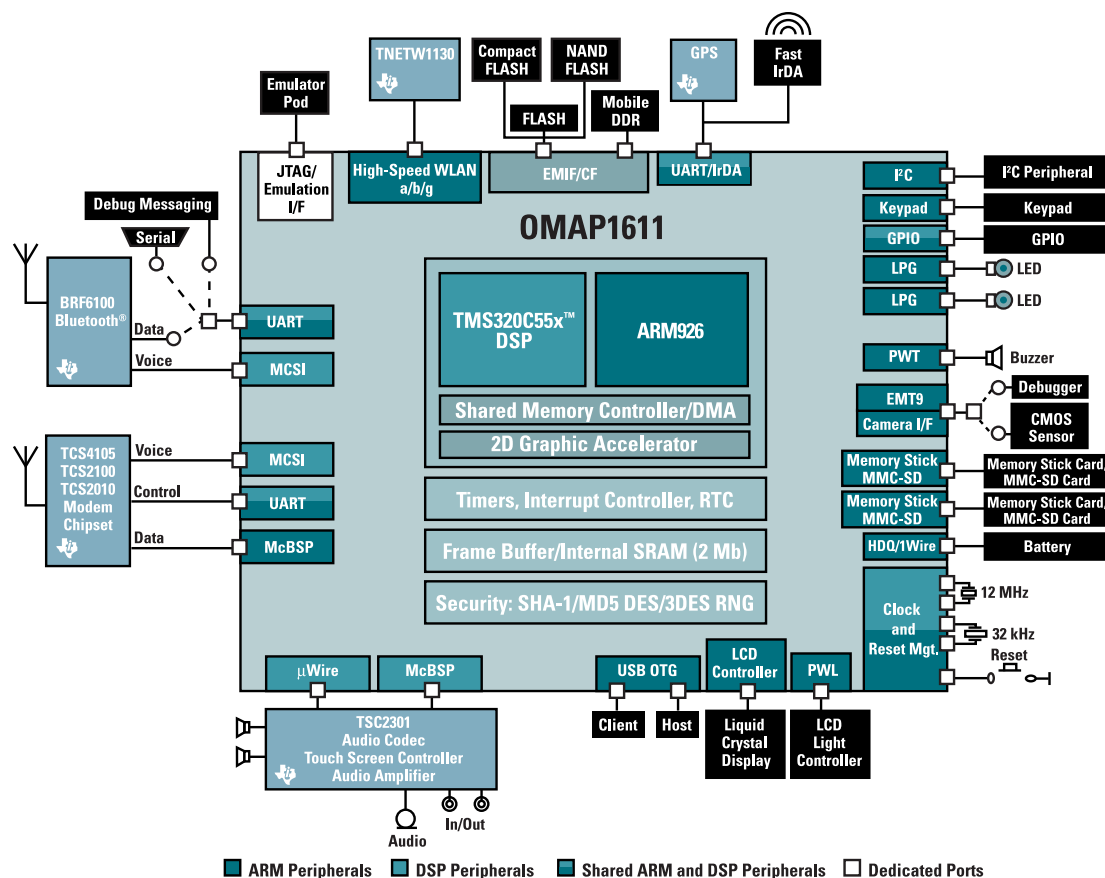 TNETW1130
Compact
FLASH
NAND
FLASH
GPS
Fast
IrDA
Emulator
Pod
FLASH
Mobile
DDR
JTAG/
Emulation
I/F
High-Speed WLAN
a/b/g
EMIF/CF
UART/IrDA
I²C
I²C Peripheral
Debug Messaging
Serial
OMAP1611
Keypad
Keypad
GPIO
GPIO
LPG
LED
LPG
LED
BRF6100
Bluetooth®
Data
Voice
UART
MCSI
TMS320C55x™
DSP
ARM926
PWT
Buzzer
EMT9
Camera I/F
Debugger
CMOS
Sensor
Shared Memory Controller/DMA
2D Graphic Accelerator
TCS4105
TCS2100
TCS2010
Modem
Chipset
Voice
Control
Data
MCSI
UART
McBSP
Memory Stick
MMC-SD
Memory Stick Card,
MMC-SD Card
Memory Stick
MMC-SD
Memory Stick Card,
MMC-SD Card
Timers, Interrupt Controller, RTC
Frame Buffer/Internal SRAM (2 Mb)
HDQ/1Wire
Battery
Security: SHA-1/MD5 DES/3DES RNG
Clock
and
Reset Mgt.
12 MHz
32 kHz
Reset
µWire
McBSP
USB OTG
LCD
Controller
PWL
TSC2301
Audio Codec
Touch Screen Controller
Audio Amplifier
Client
Host
Liquid
Crystal
Display
LCD
Light
Controller
Audio
In/Out
ARM Peripherals
DSP Peripherals
Shared ARM and DSP Peripherals
Dedicated Ports